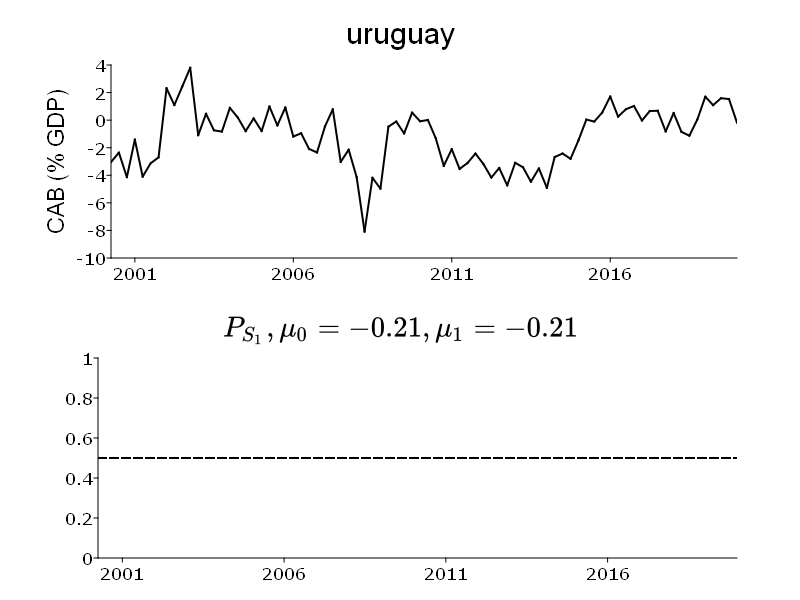 uruguay
CAB (% GDP)
4
2
0
-2
-4
-6
-8
-10
2001 2006 2011 2016
P_{S_1}, μ_0 = −0.21, μ_1 = −0.21
1
0.8
0.6
0.4
0.2
0
2001 2006 2011 2016